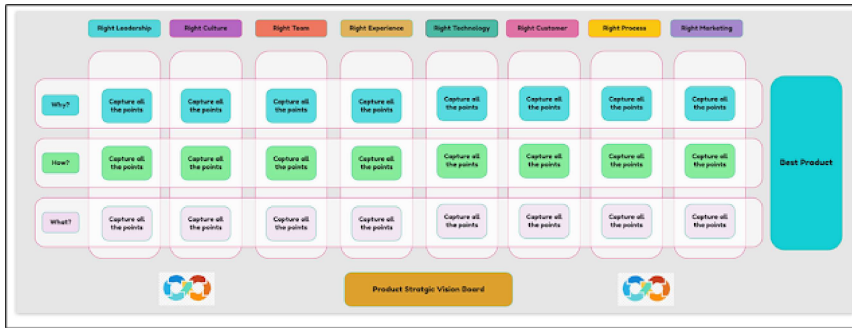 Right Leadership Right Culture Right Team Right Experience Right Technology Right Customer Right Process Right Marketing
Why?
Capture all the points Capture all the points Capture all the points Capture all the points Capture all the points Capture all the points Capture all the points Capture all the points
How?
Capture all the points Capture all the points Capture all the points Capture all the points Capture all the points Capture all the points Capture all the points Capture all the points
What?
Capture all the points Capture all the points Capture all the points Capture all the points Capture all the points Capture all the points Capture all the points Capture all the points
Best Product
Product Stratgic Vision Board